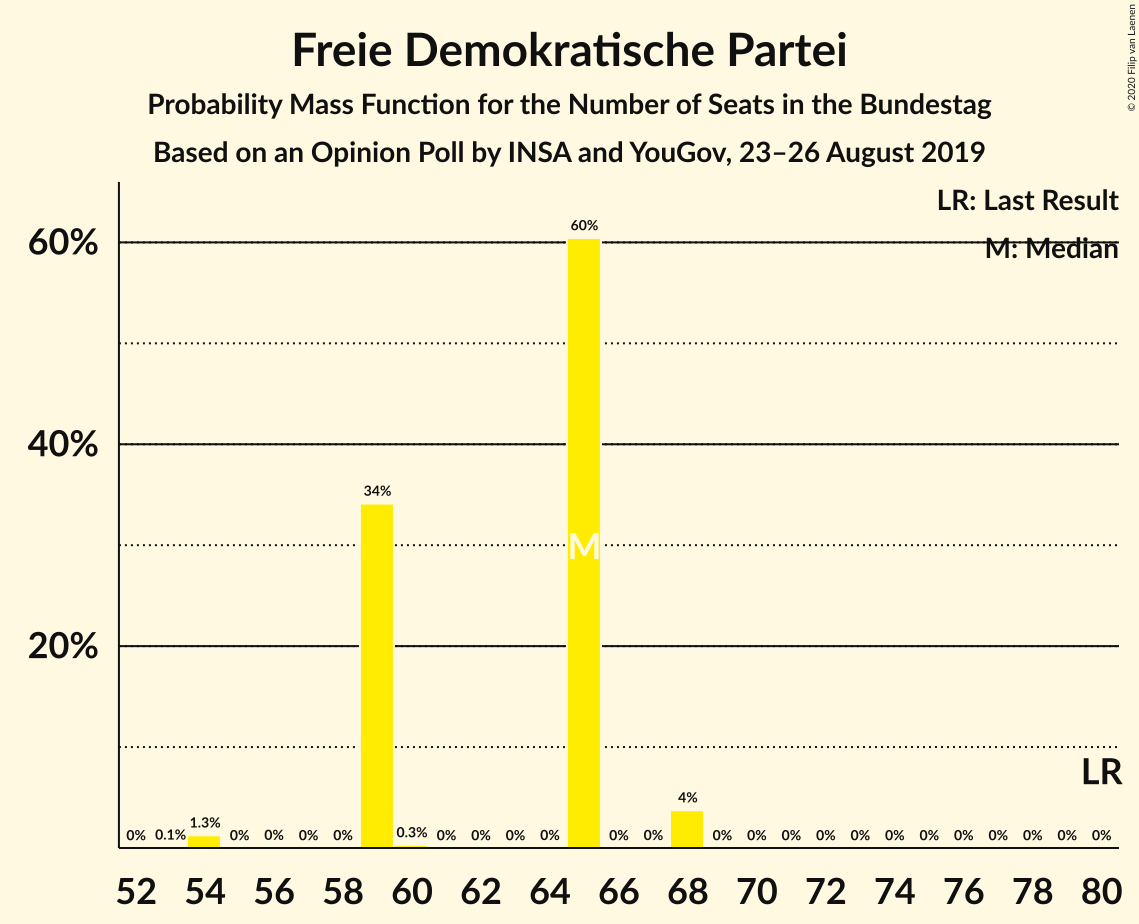 Freie Demokratische Partei
Probability Mass Function for the Number of Seats in the Bundestag
Based on an Opinion Poll by INSA and YouGov, 23–26 August 2019
© 2020 Filip van Laenen
LR: Last Result
M: Median
60%
40%
20%
0% 0.1% 1.3% 0% 0% 0% 0% 34% 0.3% 0% 0% 0% 0% 60% 0% 0% 4% 0% 0% 0% 0% 0% 0% 0% 0% 0% 0% 0% 0%
M
LR
52 54 56 58 60 62 64 66 68 70 72 74 76 78 80